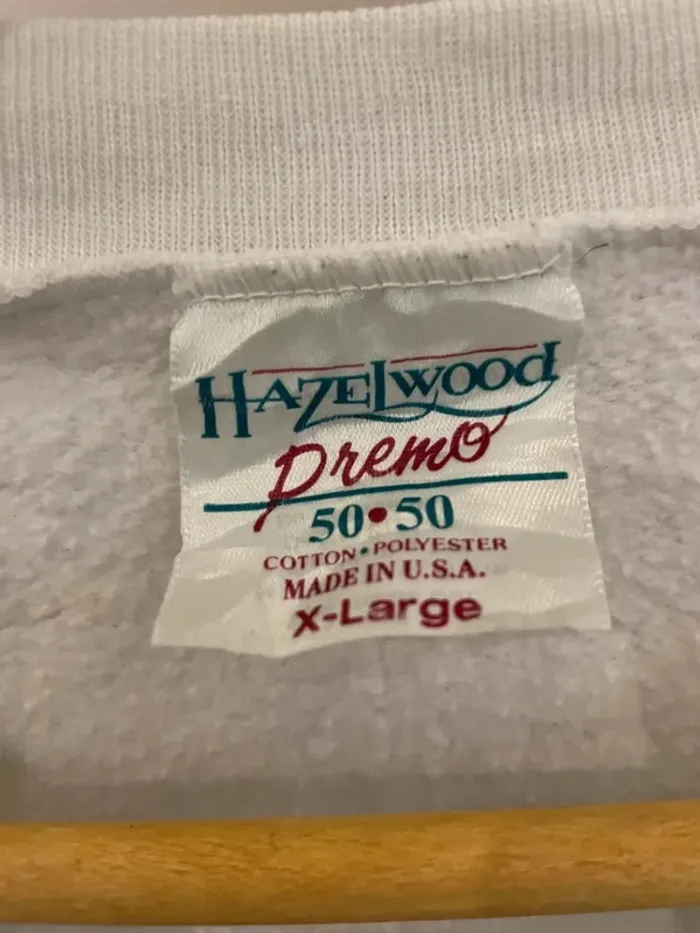 HAZELWOOD
Premo
50•50
COTTON•POLYESTER
MADE IN U.S.A.
X-Large